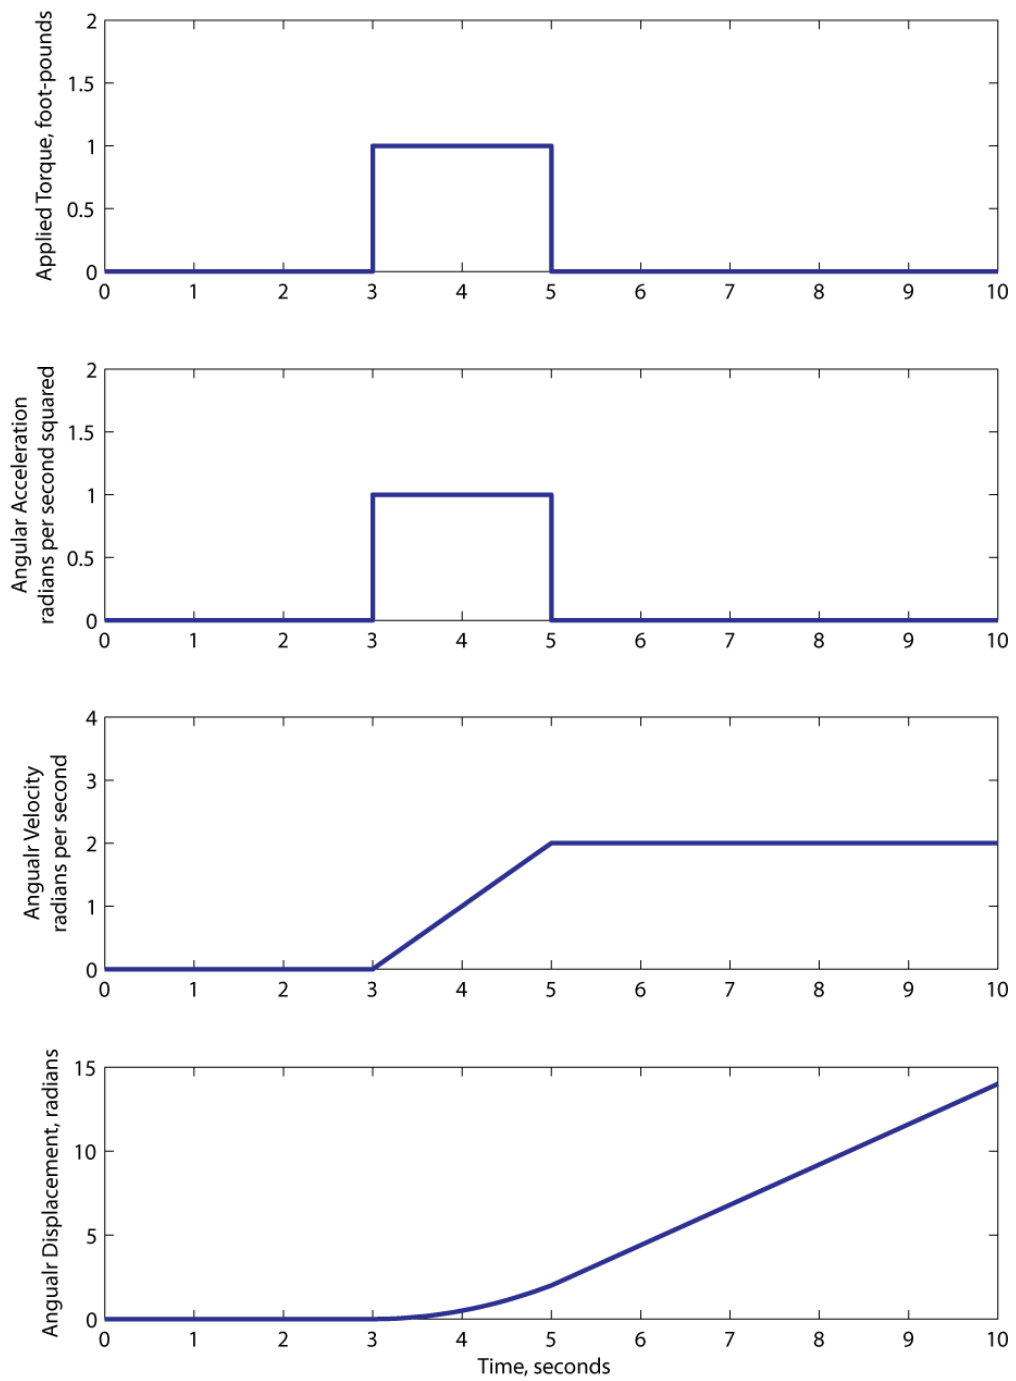 Applied Torque, foot-pounds
2
1.5
1
0.5
0
0 1 2 3 4 5 6 7 8 9 10
Angular Acceleration
radians per second squared
2
1.5
1
0.5
0
0 1 2 3 4 5 6 7 8 9 10
Angualr Velocity
radians per second
4
3
2
1
0
0 1 2 3 4 5 6 7 8 9 10
Angualr Displacement, radians
15
10
5
0
0 1 2 3 4 5 6 7 8 9 10
Time, seconds